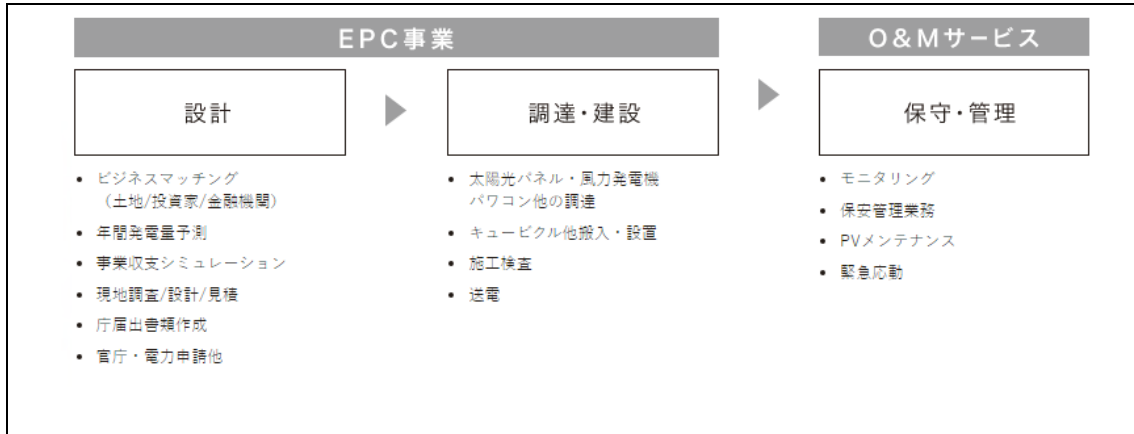 EPC事業
O&Mサービス
設計
調達・建設
保守・管理
• ビジネスマッチング
（土地/投資家/金融機関）
• 年間発電量予測
• 事業収支シミュレーション
• 現地調査/設計/見積
• 庁届出書類作成
• 官庁・電力申請他
• 太陽光パネル・風力発電機
パワコン他の調達
• キュービクル他搬入・設置
• 施工検査
• 送電
• モニタリング
• 保安管理業務
• PVメンテナンス
• 緊急応動